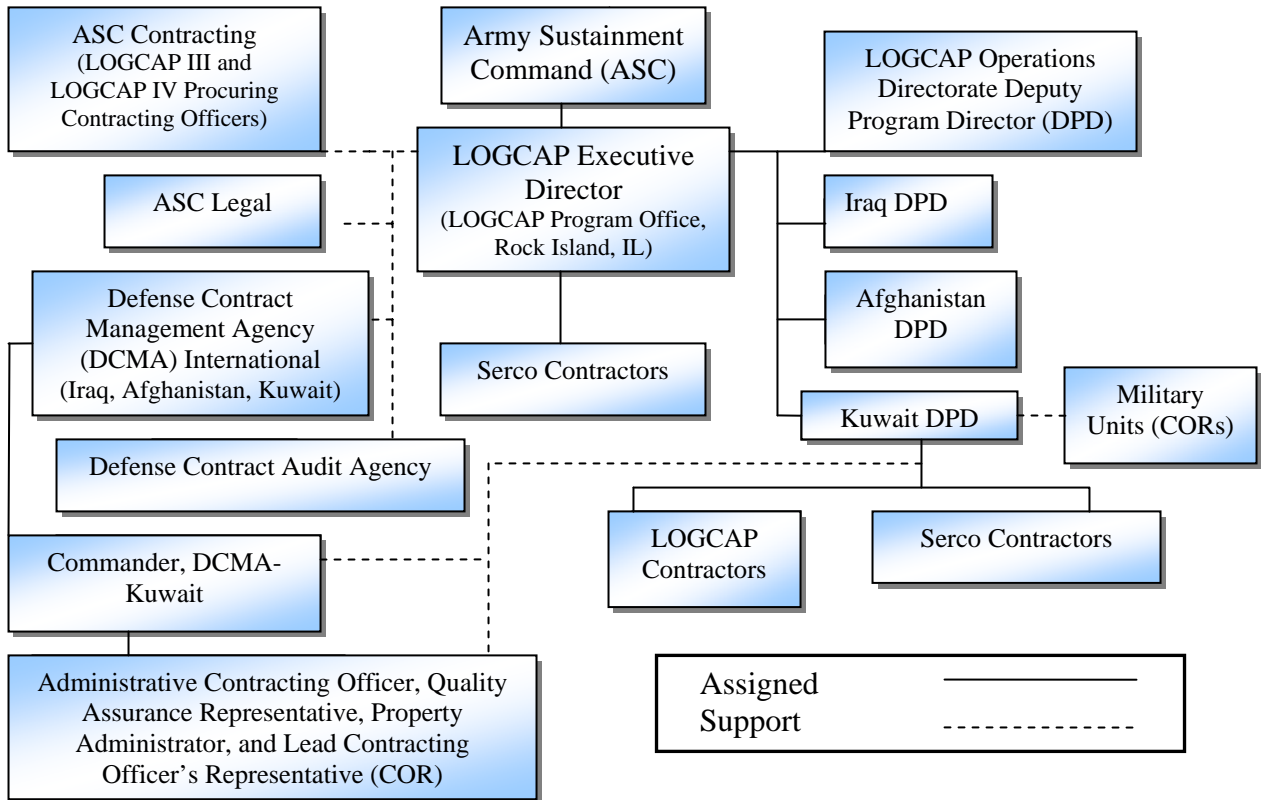 ASC Contracting
(LOGCAP III and
LOGCAP IV Procuring
Contracting Officers)
Army Sustainment
Command (ASC)
LOGCAP Operations
Directorate Deputy
Program Director (DPD)
LOGCAP Executive
Director
(LOGCAP Program Office,
Rock Island, IL)
ASC Legal
Iraq DPD
Defense Contract
Management Agency
(DCMA) International
(Iraq, Afghanistan, Kuwait)
Afghanistan
DPD
Serco Contractors
Kuwait DPD
Military
Units (CORs)
Defense Contract Audit Agency
LOGCAP
Contractors
Serco Contractors
Commander, DCMA-
Kuwait
Administrative Contracting Officer, Quality
Assurance Representative, Property
Administrator, and Lead Contracting
Officer’s Representative (COR)
Assigned
Support